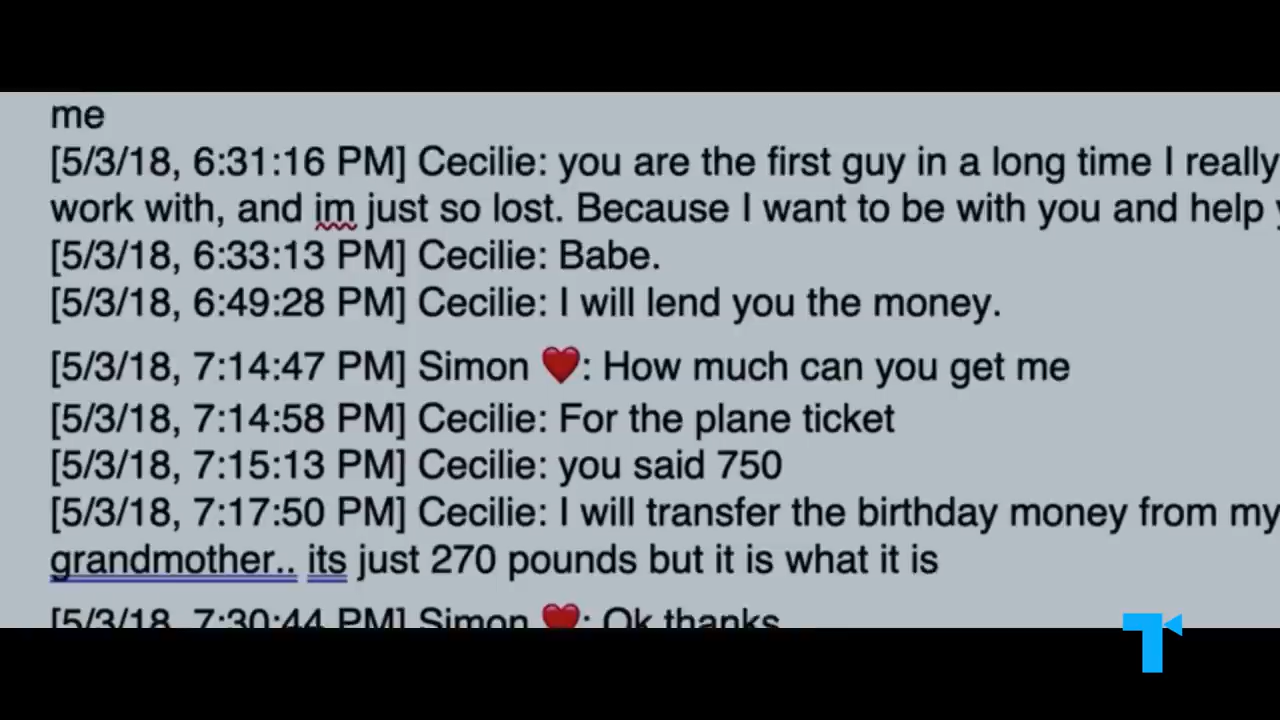 me
[5/3/18, 6:31:16 PM] Cecilie: you are the first guy in a long time I really
work with, and im just so lost. Because I want to be with you and help
[5/3/18, 6:33:13 PM] Cecilie: Babe.
[5/3/18, 6:49:28 PM] Cecilie: I will lend you the money.
[5/3/18, 7:14:47 PM] Simon ❤️: How much can you get me
[5/3/18, 7:14:58 PM] Cecilie: For the plane ticket
[5/3/18, 7:15:13 PM] Cecilie: you said 750
[5/3/18, 7:17:50 PM] Cecilie: I will transfer the birthday money from my
grandmother.. its just 270 pounds but it is what it is
[5/3/18, 7:30:44 PM] Simon ❤️: Ok thanks
T